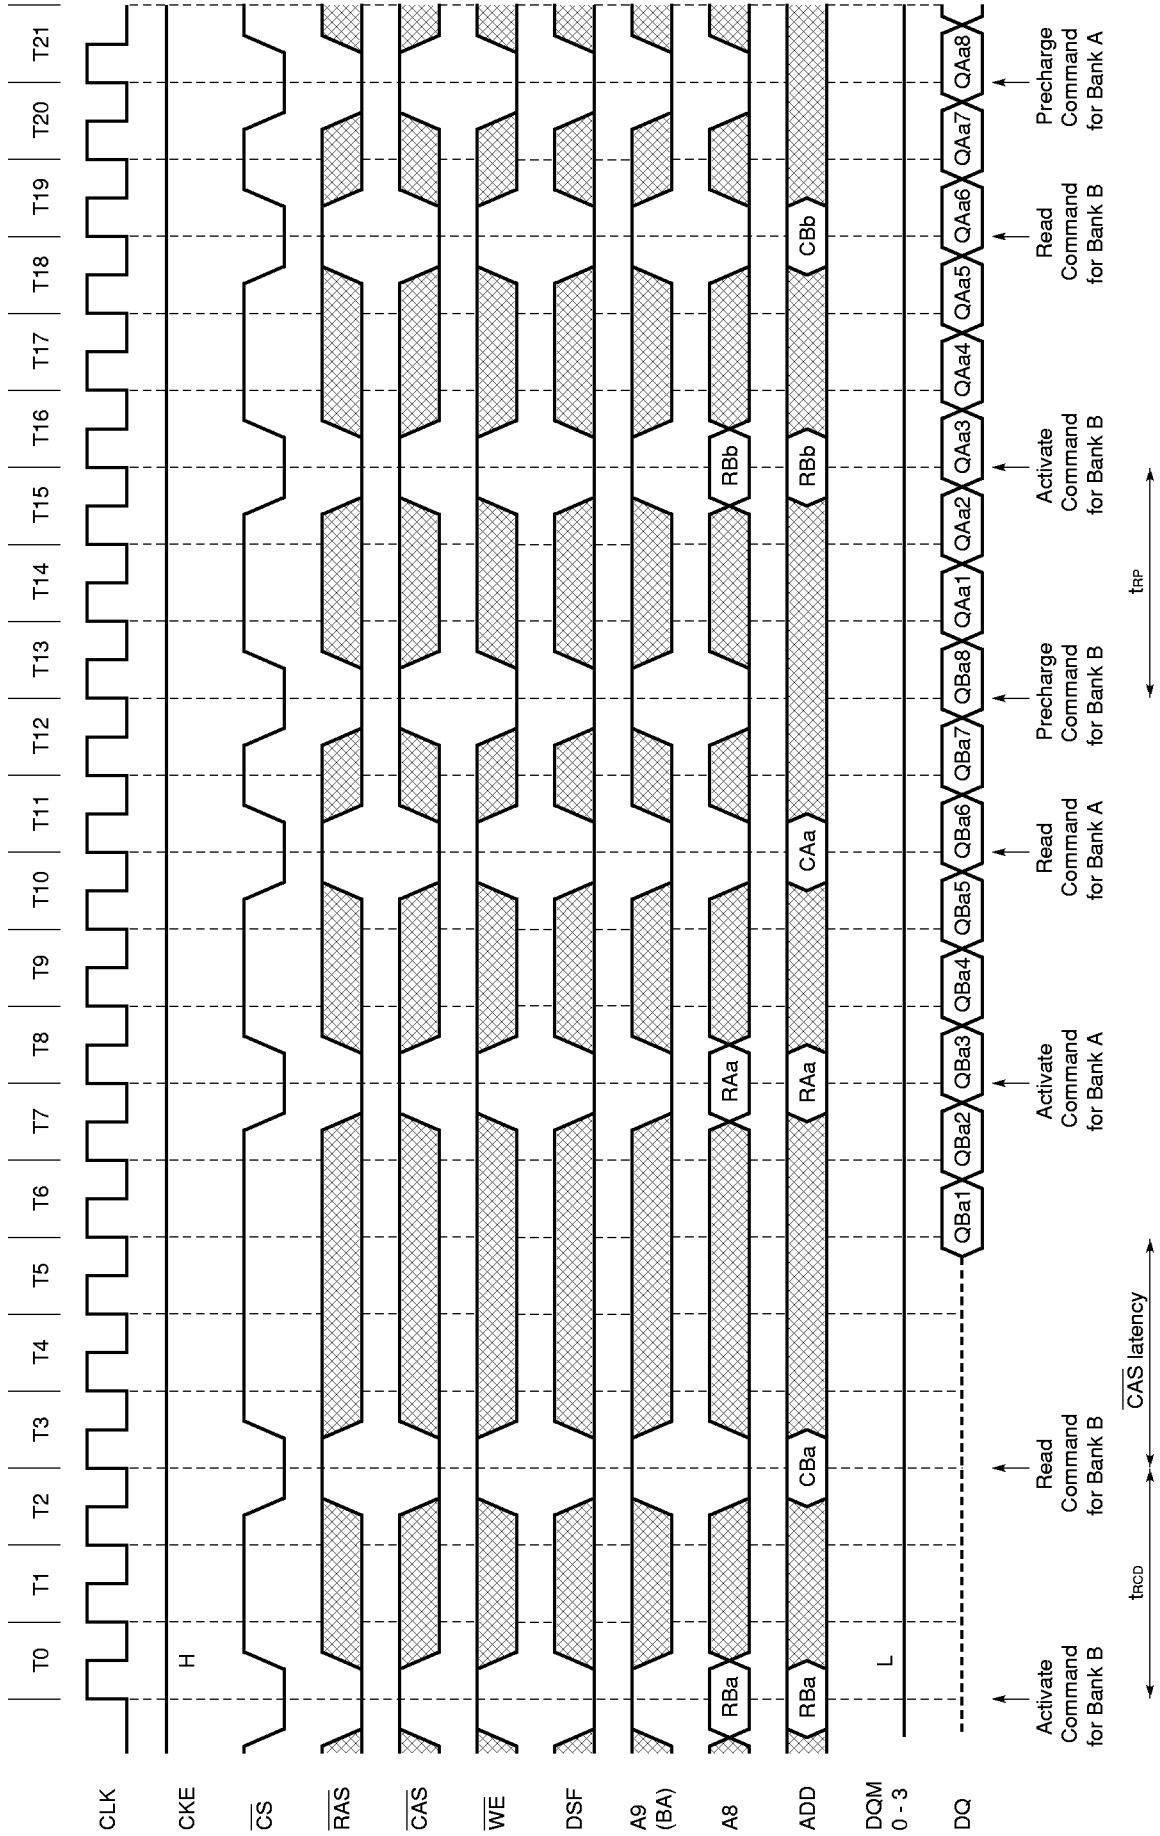 T0 T1 T2 T3 T4 T5 T6 T7 T8 T9 T10 T11 T12 T13 T14 T15 T16 T17 T18 T19 T20 T21
CLK
CKE H
CS
RAS
CAS
WE
DSF
A9
(BA)
A8 RBa RAa RBb
ADD RBa CBa RAa CAa RBb CBb
DQM
0 - 3 L
DQ QBa1 QBa2 QBa3 QBa4 QBa5 QBa6 QBa7 QBa8 QAa1 QAa2 QAa3 QAa4 QAa5 QAa6 QAa7 QAa8
Activate
Command
for Bank B
Read
Command
for Bank B
Activate
Command
for Bank A
Read
Command
for Bank A
Precharge
Command
for Bank B
Activate
Command
for Bank B
Read
Command
for Bank B
Precharge
Command
for Bank A
tRCD CAS latency tRP